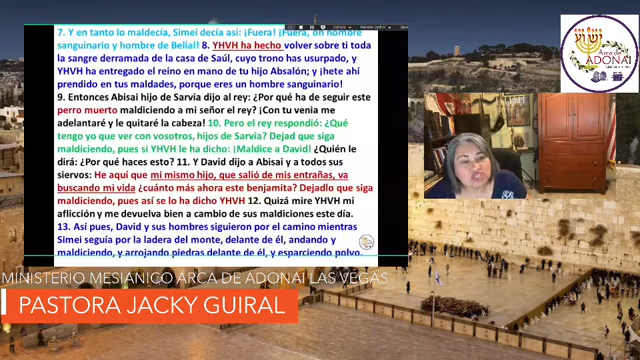 7. Y en tanto lo maldecía, Simei decía así: ¡Fuera! ¡Fuera, oh hombre
sanguinario y hombre de Belial! 8. YHVH ha hecho volver sobre ti toda
la sangre derramada de la casa de Saúl, cuyo trono has usurpado, y
YHVH ha entregado el reino en mano de tu hijo Absalón; y ¡hete ahí
prendido en tus maldades, porque eres un hombre sanguinario!
9. Entonces Abisai hijo de Sarvia dijo al rey: ¿Por qué ha de seguir este
perro muerto maldiciendo a mi señor el rey? ¡Con tu venia me
adelantaré y le quitaré la cabeza! 10. Pero el rey respondió: ¿Qué
tengo yo que ver con vosotros, hijos de Sarvia? Dejad que siga
maldiciendo, pues si YHVH le ha dicho: ¡Maldice a David! ¿Quién le
dirá: ¿Por qué haces esto? 11. Y David dijo a Abisai y a todos sus
siervos: He aquí que mi mismo hijo, que salió de mis entrañas, va
buscando mi vida ¿cuánto más ahora este benjamita? Dejadlo que siga
maldiciendo, pues así se lo ha dicho YHVH 12. Quizá mire YHVH mi
aflicción y me devuelva bien a cambio de sus maldiciones este día.
13. Así pues, David y sus hombres siguieron por el camino mientras
Simei seguía por la ladera del monte, delante de él, andando y
maldiciendo, y arrojando piedras delante de él, y esparciendo polvo.
ישוע
Arca de
ADONAI
MINISTERIO MESIANICO ARCA DE ADONAI LAS VEGAS
PASTORA JACKY GUIRAL